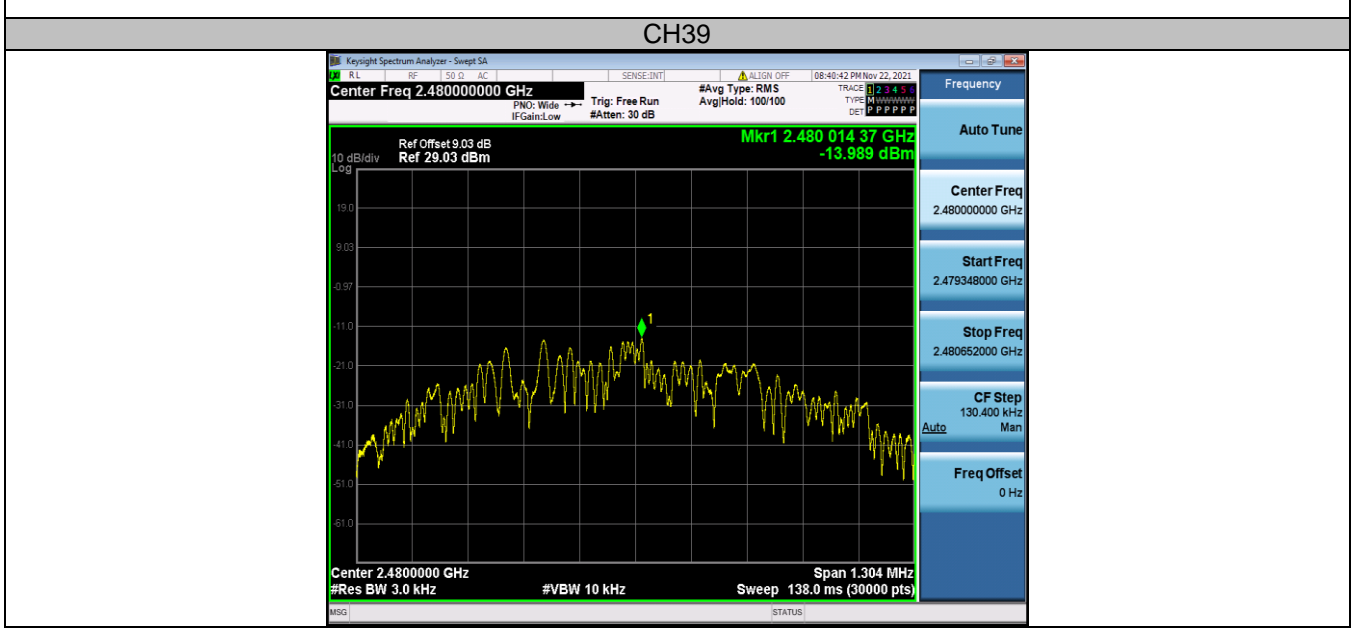 CH39
Keysight Spectrum Analyzer - Swept SA
RL RF 50 Ω AC SENSE:INT ALIGN OFF 08:40:42 PM Nov 22, 2021
Center Freq 2.480000000 GHz
PNO: Wide
IFGain:Low
Trig: Free Run
#Atten: 30 dB
#Avg Type: RMS
Avg|Hold: 100/100
TRACE 1 2 3 4 5 6
TYPE M WWWWW
DET P P P P P P
Mkr1 2.480 014 37 GHz
-13.989 dBm
Ref Offset 9.03 dB
10 dB/div Ref 29.03 dBm
Log
19.0
9.03
-0.97
-11.0
-21.0
-31.0
-41.0
-51.0
-61.0
1
Center 2.4800000 GHz Span 1.304 MHz
#Res BW 3.0 kHz #VBW 10 kHz Sweep 138.0 ms (30000 pts)
MSG STATUS
Frequency
Auto Tune
Center Freq
2.480000000 GHz
Start Freq
2.479348000 GHz
Stop Freq
2.480652000 GHz
CF Step
130.400 kHz
Auto Man
Freq Offset
0 Hz